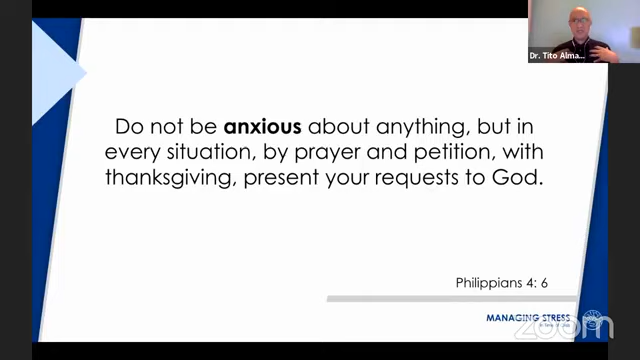 Dr. Tito Alma...
Do not be anxious about anything, but in
every situation, by prayer and petition, with
thanksgiving, present your requests to God.
Philippians 4: 6
MANAGING STRESS
zoom